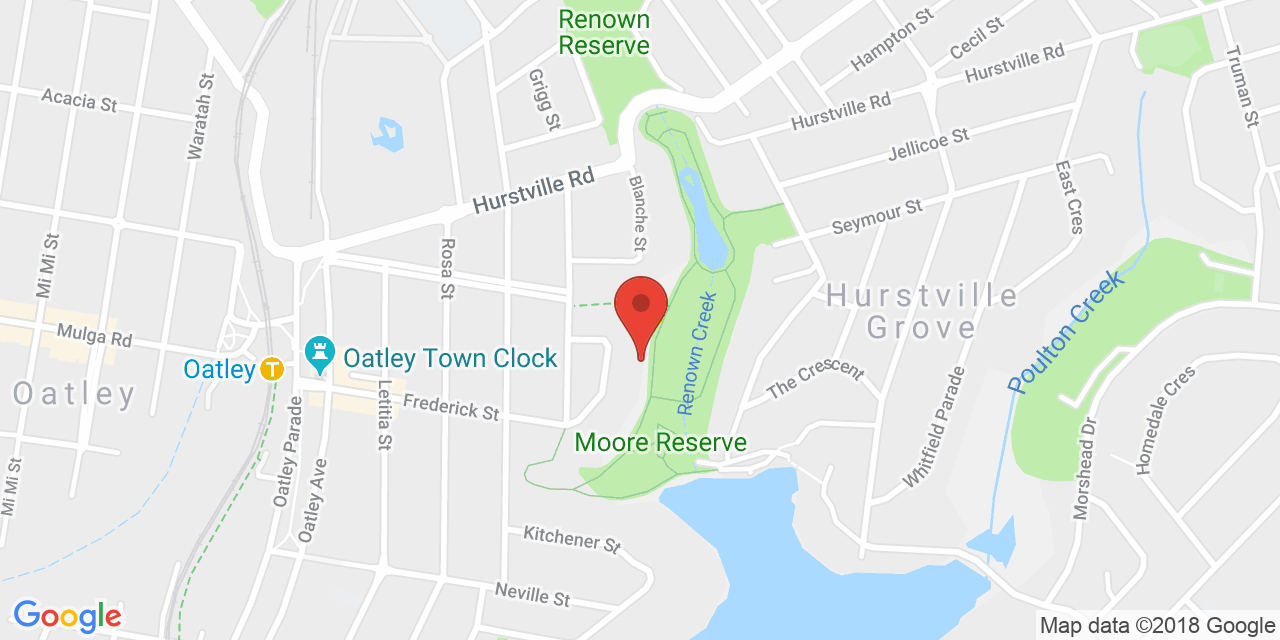 Renown
Reserve
Hampton St
Cecil St
Hurstville Rd
Truman St
Acacia St
Waratah St
Grigg St
Hurstville Rd
Jellicoe St
Hurstville Rd
Blanche St
East Cres
Seymour St
Mi Mi St
Rosa St
Hurstville
Grove
Poulton Creek
Renown Creek
Mulga Rd
Oatley
T
Oatley Town Clock
Oatley
Letitia St
Frederick St
The Crescent
Whitfield Parade
Homedale Cres
Morshead Dr
Moore Reserve
Oatley Parade
Oatley Ave
Mi Mi St
Kitchener St
Neville St
Google
Map data ©2018 Google